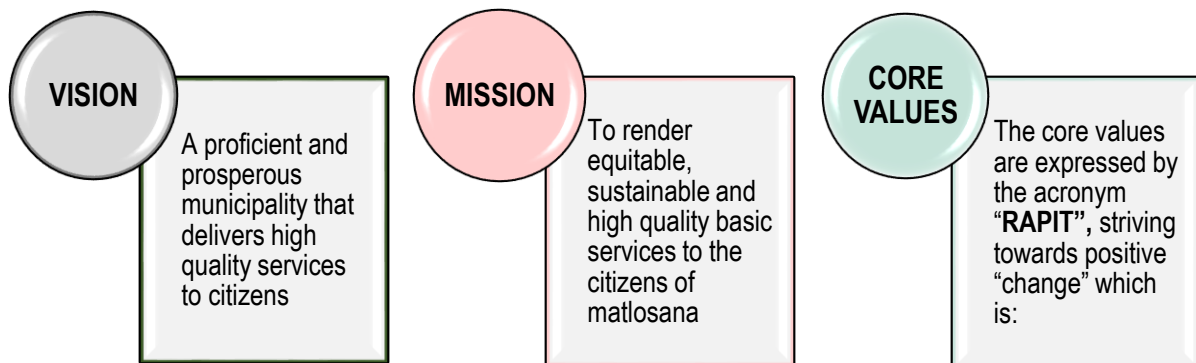 VISION
A proficient and
prosperous
municipality that
delivers high
quality services
to citizens
MISSION
To render
equitable,
sustainable and
high quality basic
services to the
citizens of
matlosana
CORE
VALUES
The core values
are expressed by
the acronym
“RAPIT”, striving
towards positive
“change” which
is: